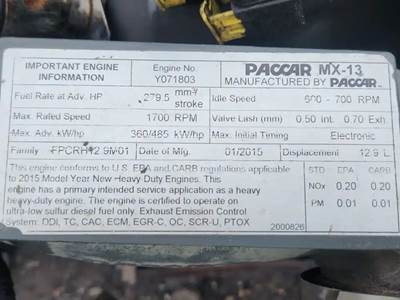 IMPORTANT ENGINE INFORMATION
Engine No. Y071803
PACCAR MX-13
MANUFACTURED BY PACCAR
Fuel Rate at Adv. HP 279.5 mm³ stroke
Idle Speed 600 - 700 RPM
Max. Rated Speed 1700 RPM
Valve Lash (mm) 0.50 Int. 0.70 Exh.
Max. Adv. kW/hp 360/485 kW/hp
Max. Initial Timing Electronic
Family FPCRH12.9M01
Date of Mfg. 01/2015
Displacement 12.9 L
This engine conforms to U.S. EPA and CARB regulations applicable
to 2015 Model Year New Heavy-Duty Engines. This
engine has a primary intended service application as a heavy
heavy-duty engine. The engine is certified to operate on
ultra-low sulfur diesel fuel only. Exhaust Emission Control
System: DDI, TC, CAC, ECM, EGR-C, OC, SCR-U, PTOX
STD EPA CARB
NOx 0.20 0.20
PM 0.01 0.01
2000826